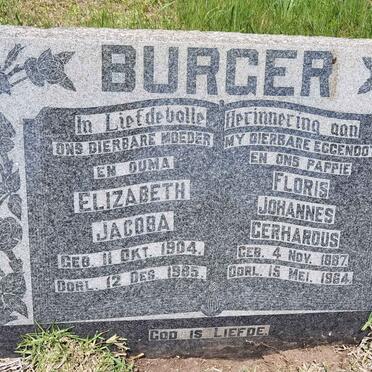 BURGER
In Liefdevolle Herinnering aan
ONS DIERBARE MOEDER
EN OUMA
ELIZABETH
JACOBA
GEB. 11 OKT. 1904.
OORL. 12 DES. 1985.
MY DIERBARE EGGENOOT
EN ONS PAPPIE
FLORIS
JOHANNES
GERHARDUS
GEB. 4 NOV. 1897.
OORL. 15 MEI. 1964.
GOD IS LIEFDE.